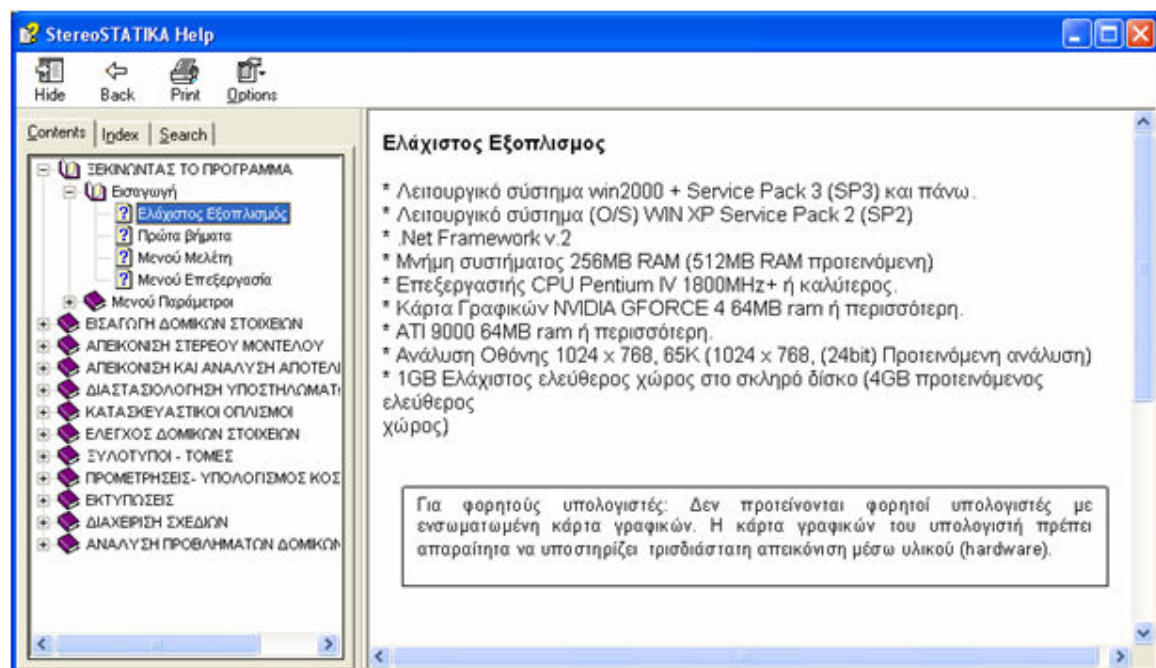 StereoSTATIKA Help
Hide Back Print Options
Contents Index Search
ΞΕΚΙΝΩΝΤΑΣ ΤΟ ΠΡΟΓΡΑΜΜΑ
Εισαγωγή
Ελάχιστος Εξοπλισμός
Πρώτα βήματα
Μενού Μελέτη
Μενού Επεξεργασία
Μενού Παράμετροι
ΕΙΣΑΓΩΓΗ ΔΟΜΙΚΩΝ ΣΤΟΙΧΕΙΩΝ
ΑΠΕΙΚΟΝΙΣΗ ΣΤΕΡΕΟΥ ΜΟΝΤΕΛΟΥ
ΑΠΕΙΚΟΝΙΣΗ ΚΑΙ ΑΝΑΛΥΣΗ ΑΠΟΤΕΛ
ΔΙΑΣΤΑΣΙΟΛΟΓΗΣΗ ΥΠΟΣΤΗΛΩΜΑΤ
ΚΑΤΑΣΚΕΥΑΣΤΙΚΟΙ ΟΠΛΙΣΜΟΙ
ΕΛΕΓΧΟΣ ΔΟΜΙΚΩΝ ΣΤΟΙΧΕΙΩΝ
ΞΥΛΟΤΥΠΟΙ - ΤΟΜΕΣ
ΠΡΟΜΕΤΡΗΣΕΙΣ- ΥΠΟΛΟΓΙΣΜΟΣ ΚΟΣ
ΕΚΤΥΠΩΣΕΙΣ
ΔΙΑΧΕΙΡΙΣΗ ΣΧΕΔΙΩΝ
ΑΝΑΛΥΣΗ ΠΡΟΒΛΗΜΑΤΩΝ ΔΟΜΙΚΩΝ
Ελάχιστος Εξοπλισμος
* Λειτουργικό σύστημα win2000 + Service Pack 3 (SP3) και πάνω.
* Λειτουργικό σύστημα (O/S) WIN XP Service Pack 2 (SP2)
* .Net Framework v.2
* Μνήμη συστήματος 256MB RAM (512MB RAM προτεινόμενη)
* Επεξεργαστής CPU Pentium IV 1800MHz+ ή καλύτερος.
* Κάρτα Γραφικών NVIDIA GFORCE 4 64MB ram ή περισσότερη.
* ATI 9000 64MB ram ή περισσότερη.
* Ανάλυση Οθόνης 1024 x 768, 65K (1024 x 768, (24bit) Προτεινόμενη ανάλυση)
* 1GB Ελάχιστος ελεύθερος χώρος στο σκληρό δίσκο (4GB προτεινόμενος
ελεύθερος
χώρος)
Για φορητούς υπολογιστές: Δεν προτείνονται φορητοί υπολογιστές με
ενσωματωμένη κάρτα γραφικών. Η κάρτα γραφικών του υπολογιστή πρέπει
απαραίτητα να υποστηρίζει τρισδιάστατη απεικόνιση μέσω υλικού (hardware).